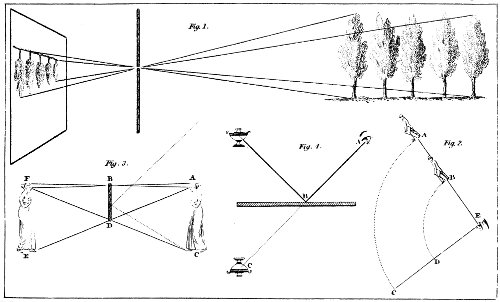 Fig. 1.
Fig. 3.
F B A
D
E C
Fig. 4.
A
B
C
Fig. 2.
A
B
E
D
C